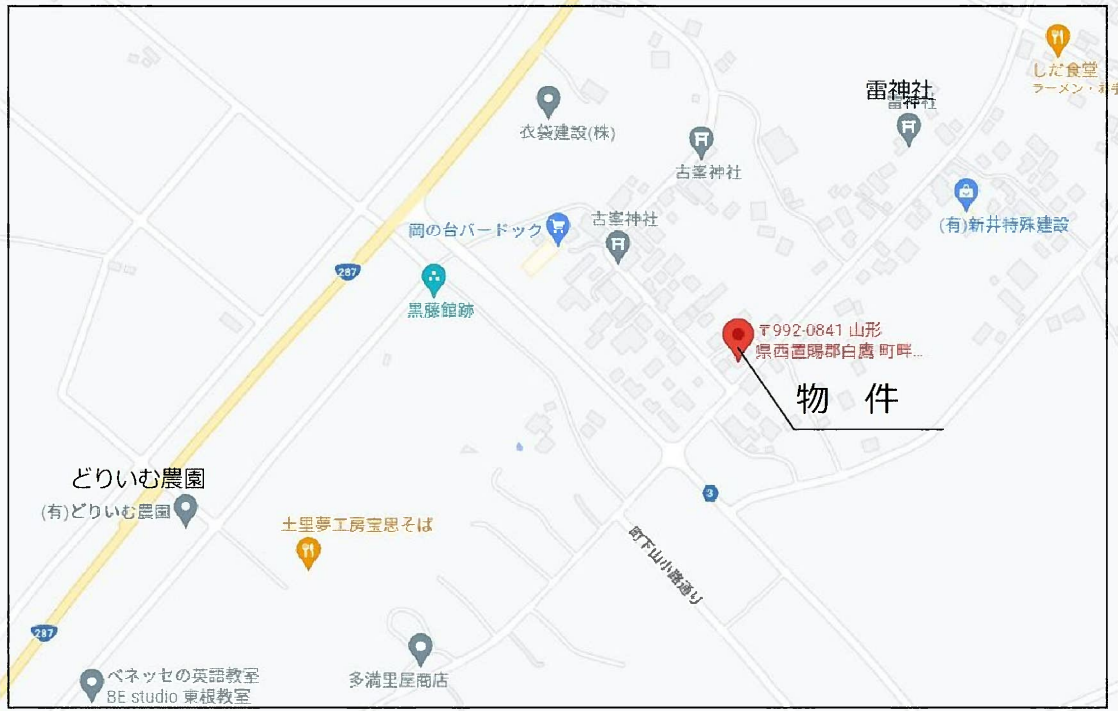 しだ食堂
ラーメン・お手
雷神社
雷神社
衣袋建設(株)
古峯神社
古峯神社
(有)新井特殊建設
岡の台バードック
287
黒藤館跡
〒992-0841 山形
県西置賜郡白鷹町畔...
物 件
どりいむ農園
(有)どりいむ農園
3
土里夢工房宝思そば
町下山小路通り
287
ベネッセの英語教室
BE studio 東根教室
多満里屋商店